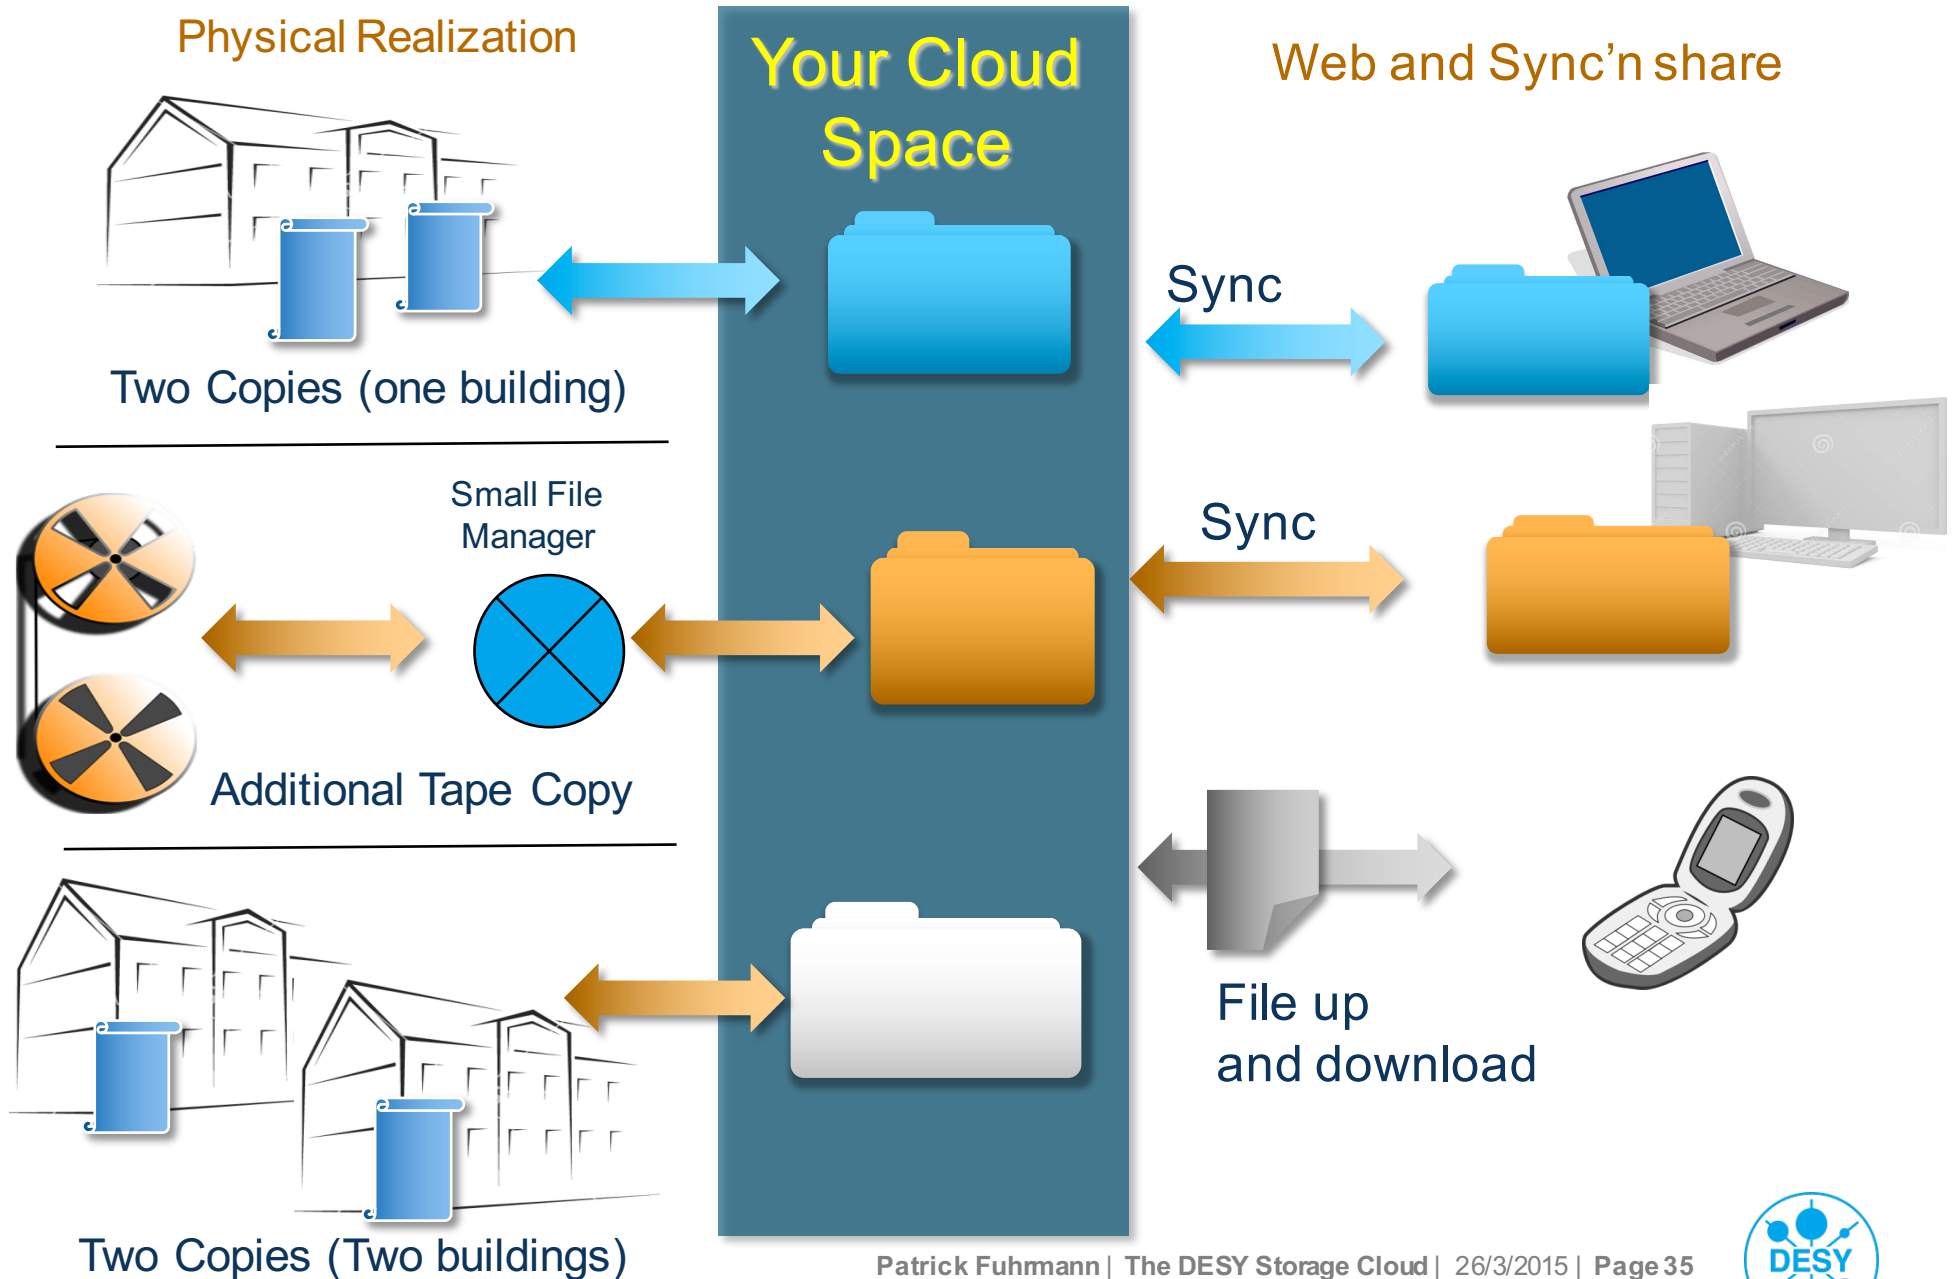 Physical Realization
Your Cloud
Space
Web and Sync’n share
Two Copies (one building)
Sync
Small File
Manager
Sync
Additional Tape Copy
File up
and download
Two Copies (Two buildings)
Patrick Fuhrmann | The DESY Storage Cloud | 26/3/2015 | Page 35
DESY